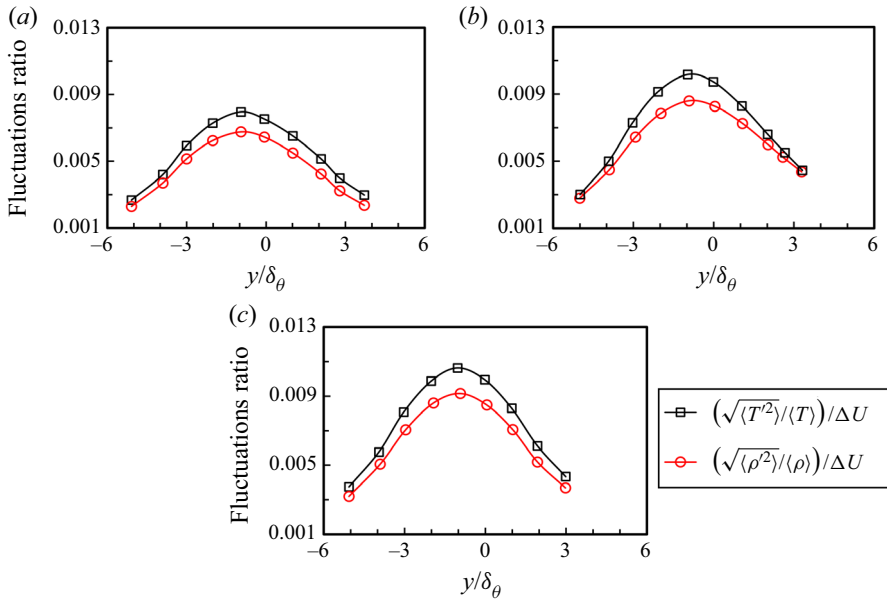 (a)
Fluctuations ratio
0.013
0.009
0.005
0.001
−6 −3 0 3 6
y/δθ
(b)
0.013
0.009
0.005
0.001
−6 −3 0 3 6
y/δθ
(c)
Fluctuations ratio
0.013
0.009
0.005
0.001
−6 −3 0 3 6
y/δθ
(√⟨T′²⟩/⟨T⟩)/ΔU
(√⟨ρ′²⟩/⟨ρ⟩)/ΔU